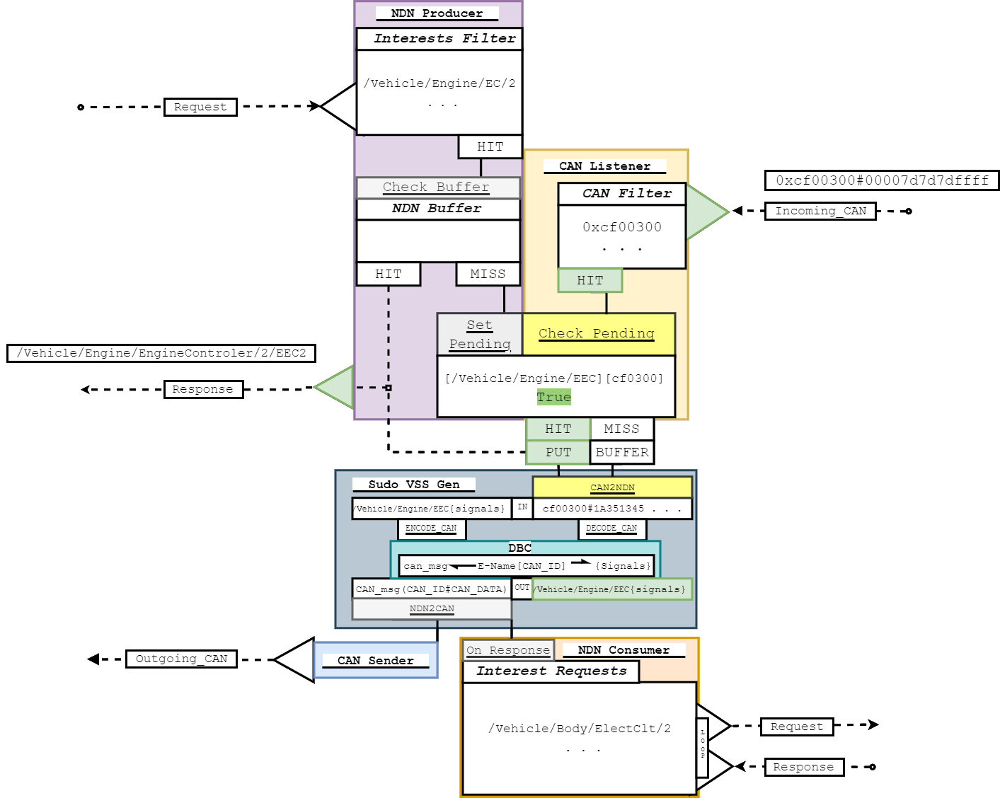 NDN Producer
Interests Filter
/Vehicle/Engine/EC/2
. . .
Request
HIT
Check Buffer
NDN Buffer
HIT
MISS
CAN Listener
CAN Filter
0xcf00300
. . .
HIT
0xcf00300#00007d7d7dffff
Incoming_CAN
Set
Pending
Check Pending
[/Vehicle/Engine/EEC][cf0300]
True
/Vehicle/Engine/EngineControler/2/EEC2
Response
HIT
MISS
PUT
BUFFER
Sudo VSS Gen
CAN2NDN
/Vehicle/Engine/EEC{signals}
IN
cf00300#1A351345 . . .
ENCODE_CAN
DECODE_CAN
DBC
can_msg
E-Name[CAN_ID]
{Signals}
CAN_msg(CAN_ID#CAN_DATA)
OUT
/Vehicle/Engine/EEC{signals}
NDN2CAN
Outgoing_CAN
CAN Sender
On Response
NDN Consumer
Interest Requests
/Vehicle/Body/ElectClt/2
. . .
LOOP
Request
Response